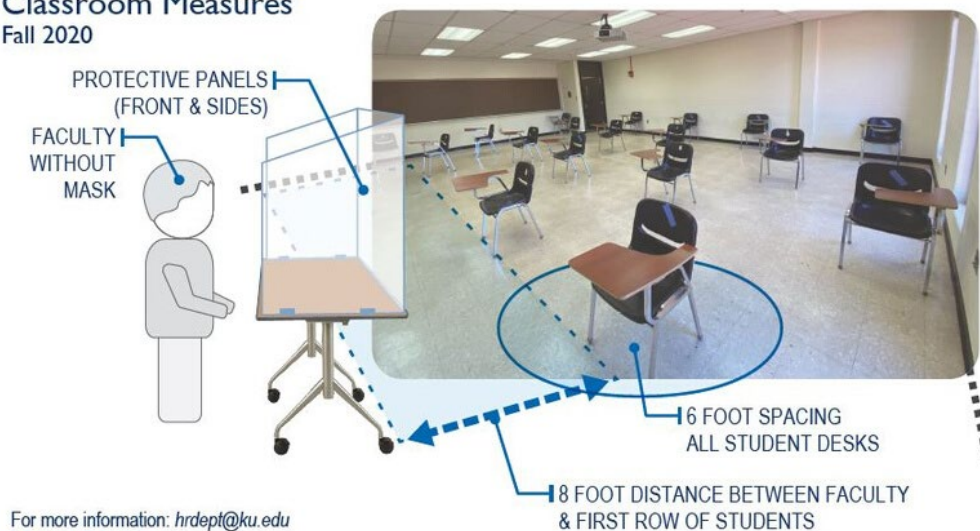 Classroom Measures
Fall 2020
PROTECTIVE PANELS
(FRONT & SIDES)
FACULTY
WITHOUT
MASK
6 FOOT SPACING
ALL STUDENT DESKS
8 FOOT DISTANCE BETWEEN FACULTY
& FIRST ROW OF STUDENTS
For more information: hrdept@ku.edu